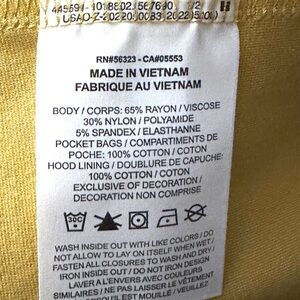 RN#56323 - CA#05553
MADE IN VIETNAM
FABRIQUE AU VIETNAM
BODY / CORPS: 65% RAYON / VISCOSE
30% NYLON / POLYAMIDE
5% SPANDEX / ELASTHANNE
POCKET BAGS / COMPARTIMENTS DE
POCHE: 100% COTTON / COTON
HOOD LINING / DOUBLURE DE CAPUCHE:
100% COTTON / COTON
EXCLUSIVE OF DECORATION /
DECORATION NON COMPRISE
30C
WASH INSIDE OUT WITH LIKE COLORS / DO
NOT ALLOW TO LAY ON ITSELF WHEN WET /
FASTEN ALL CLOSURES TO WASH AND DRY /
IRON INSIDE OUT / DO NOT IRON DESIGN
LAVER A L'ENVERS AVEC COULEURS
SIMILAIRES / NE PAS LAISSER LE VÊTEMENT
MOUILLÉ /